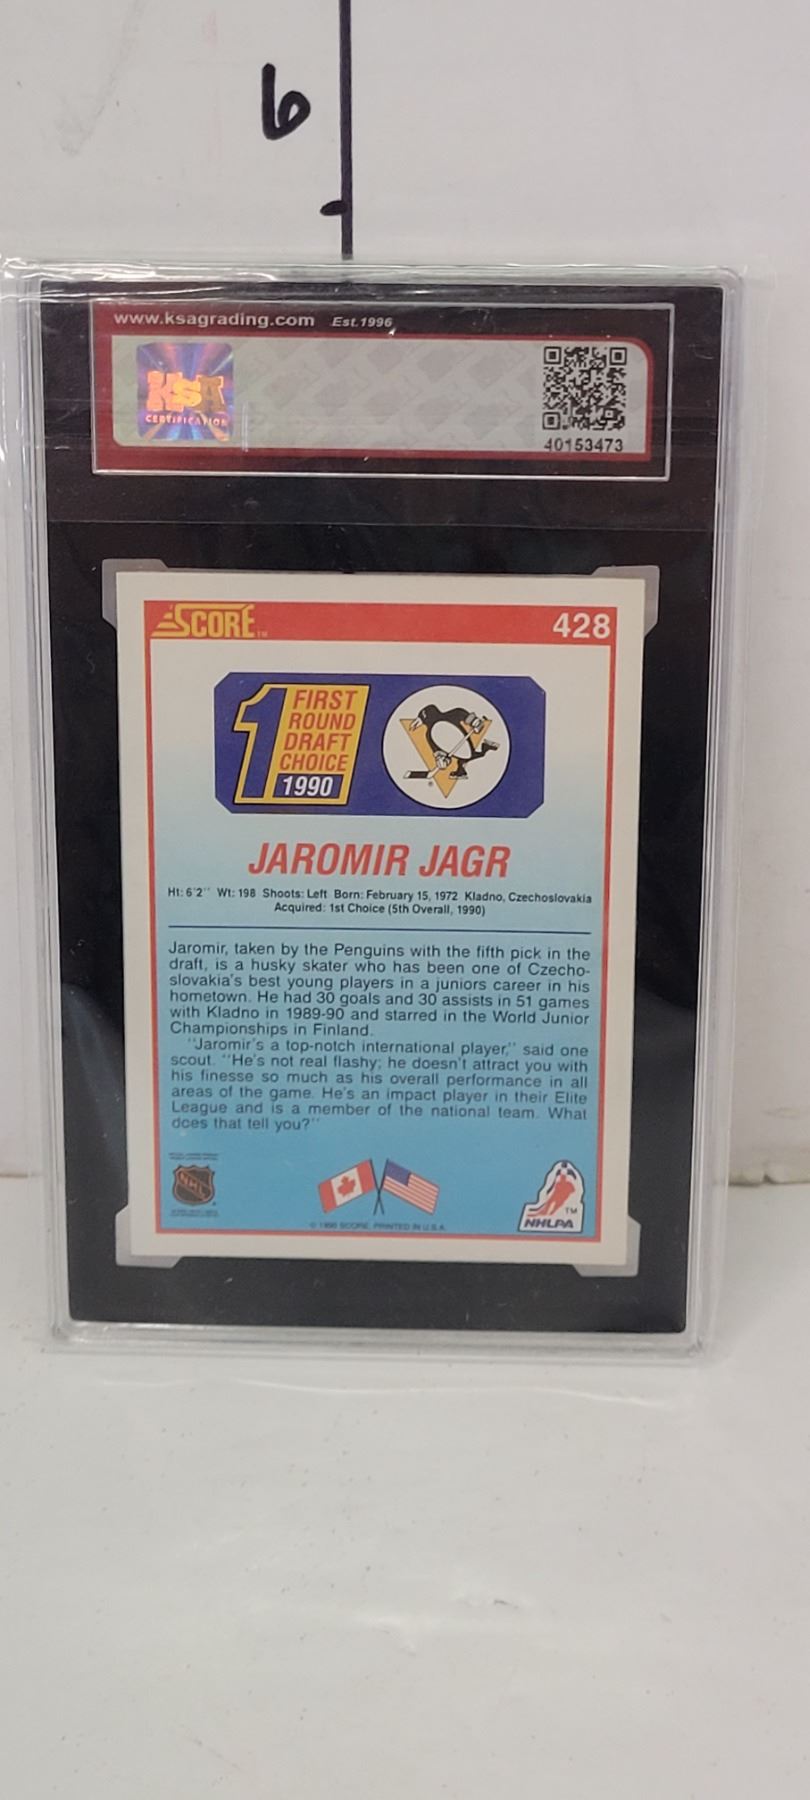 6
www.ksagrading.com Est.1996
KSA
CERTIFICATION
40153473
SCORE™
428
1 FIRST
ROUND
DRAFT
CHOICE
1990
JAROMIR JAGR
Ht: 6'2'' Wt: 198 Shoots: Left Born: February 15, 1972 Kladno, Czechoslovakia
Acquired: 1st Choice (5th Overall, 1990)
Jaromir, taken by the Penguins with the fifth pick in the
draft, is a husky skater who has been one of Czecho-
slovakia's best young players in a juniors career in his
hometown. He had 30 goals and 30 assists in 51 games
with Kladno in 1989-90 and starred in the World Junior
Championships in Finland.
"Jaromir's a top-notch international player," said one
scout. "He's not real flashy; he doesn't attract you with
his finesse so much as his overall performance in all
areas of the game. He's an impact player in their Elite
League and is a member of the national team. What
does that tell you?"
NHL
© 1990 SCORE, PRINTED IN U.S.A.
TM
NHLPA